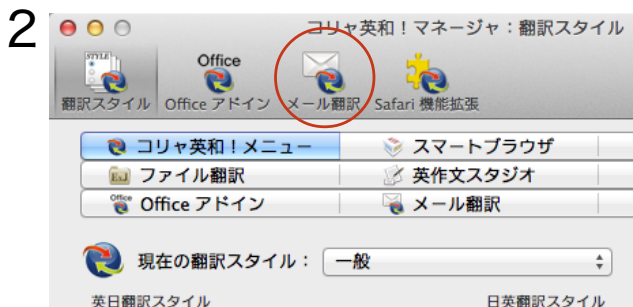 2
コリャ英和！マネージャ：翻訳スタイル
STYLE Office
翻訳スタイル Office アドイン メール翻訳 Safari 機能拡張
コリャ英和！メニュー スマートブラウザ
ファイル翻訳 英作文スタジオ
Office Office アドイン メール翻訳
現在の翻訳スタイル： 一般
英日翻訳スタイル 日英翻訳スタイル